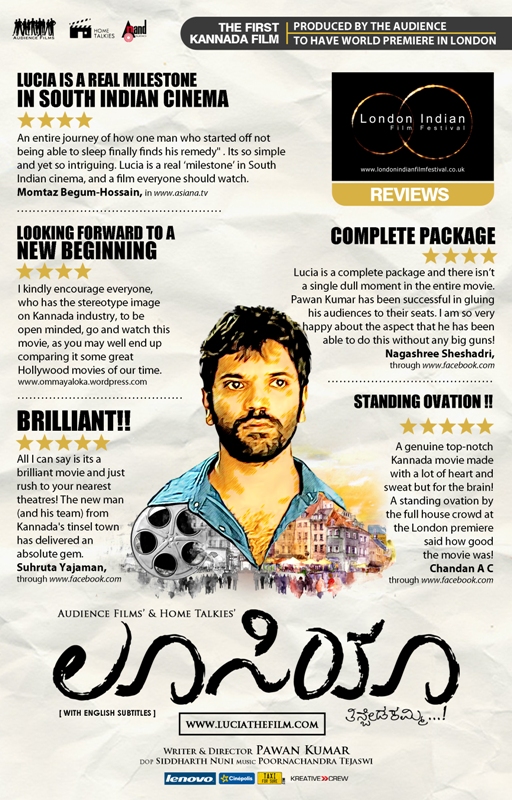 AUDIENCE FILMS
HOME TALKIES
Anand
THE FIRST KANNADA FILM
PRODUCED BY THE AUDIENCE
TO HAVE WORLD PREMIERE IN LONDON
LUCIA IS A REAL MILESTONE
IN SOUTH INDIAN CINEMA
An entire journey of how one man who started off not
being able to sleep finally finds his remedy" . Its so simple
and yet so intriguing. Lucia is a real ‘milestone’ in South
Indian cinema, and a film everyone should watch.
Momtaz Begum-Hossain, in www.asiana.tv
London Indian
Film Festival
www.londonindianfilmfestival.co.uk
REVIEWS
LOOKING FORWARD TO A
NEW BEGINNING
I kindly encourage everyone,
who has the stereotype image
on Kannada industry, to be
open minded, go and watch this
movie, as you may well end up
comparing it some great
Hollywood movies of our time.
www.ommayaloka.wordpress.com
COMPLETE PACKAGE
Lucia is a complete package and there isn’t
a single dull moment in the entire movie.
Pawan Kumar has been successful in gluing
his audiences to their seats. I am so very
happy about the aspect that he has been
able to do this without any big guns!
Nagashree Sheshadri,
through www.facebook.com
BRILLIANT!!
All I can say is its a
brilliant movie and just
rush to your nearest
theatres! The new man
(and his team) from
Kannada's tinsel town
has delivered an
absolute gem.
Suhruta Yajaman,
through www.facebook.com
STANDING OVATION !!
A genuine top-notch
Kannada movie made
with a lot of heart and
sweat but for the brain!
A standing ovation by
the full house crowd at
the London premiere
said how good
the movie was!
Chandan A C
through www.facebook.com
AUDIENCE FILMS’ & HOME TALKIES’
ಲೂಸಿಯಾ
[ WITH ENGLISH SUBTITLES ]
ತಿನ್ಬೇಡಕಮ್ಮಿ...!
WWW.LUCIATHEFILM.COM
WRITER & DIRECTOR PAWAN KUMAR
DOP SIDDHARTH NUNI MUSIC POORNACHANDRA TEJASWI
lenovo Cinépolis TAXI FOR SURE KREATIVE CREW